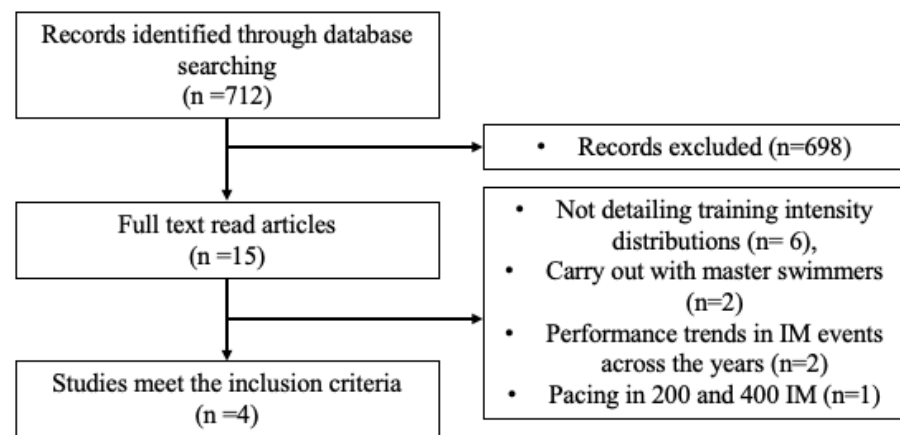 Records identified through database
searching
(n =712)
• Records excluded (n=698)
Full text read articles
(n =15)
• Not detailing training intensity
distributions (n= 6),
• Carry out with master swimmers
(n=2)
• Performance trends in IM events
across the years (n=2)
• Pacing in 200 and 400 IM (n=1)
Studies meet the inclusion criteria
(n =4)